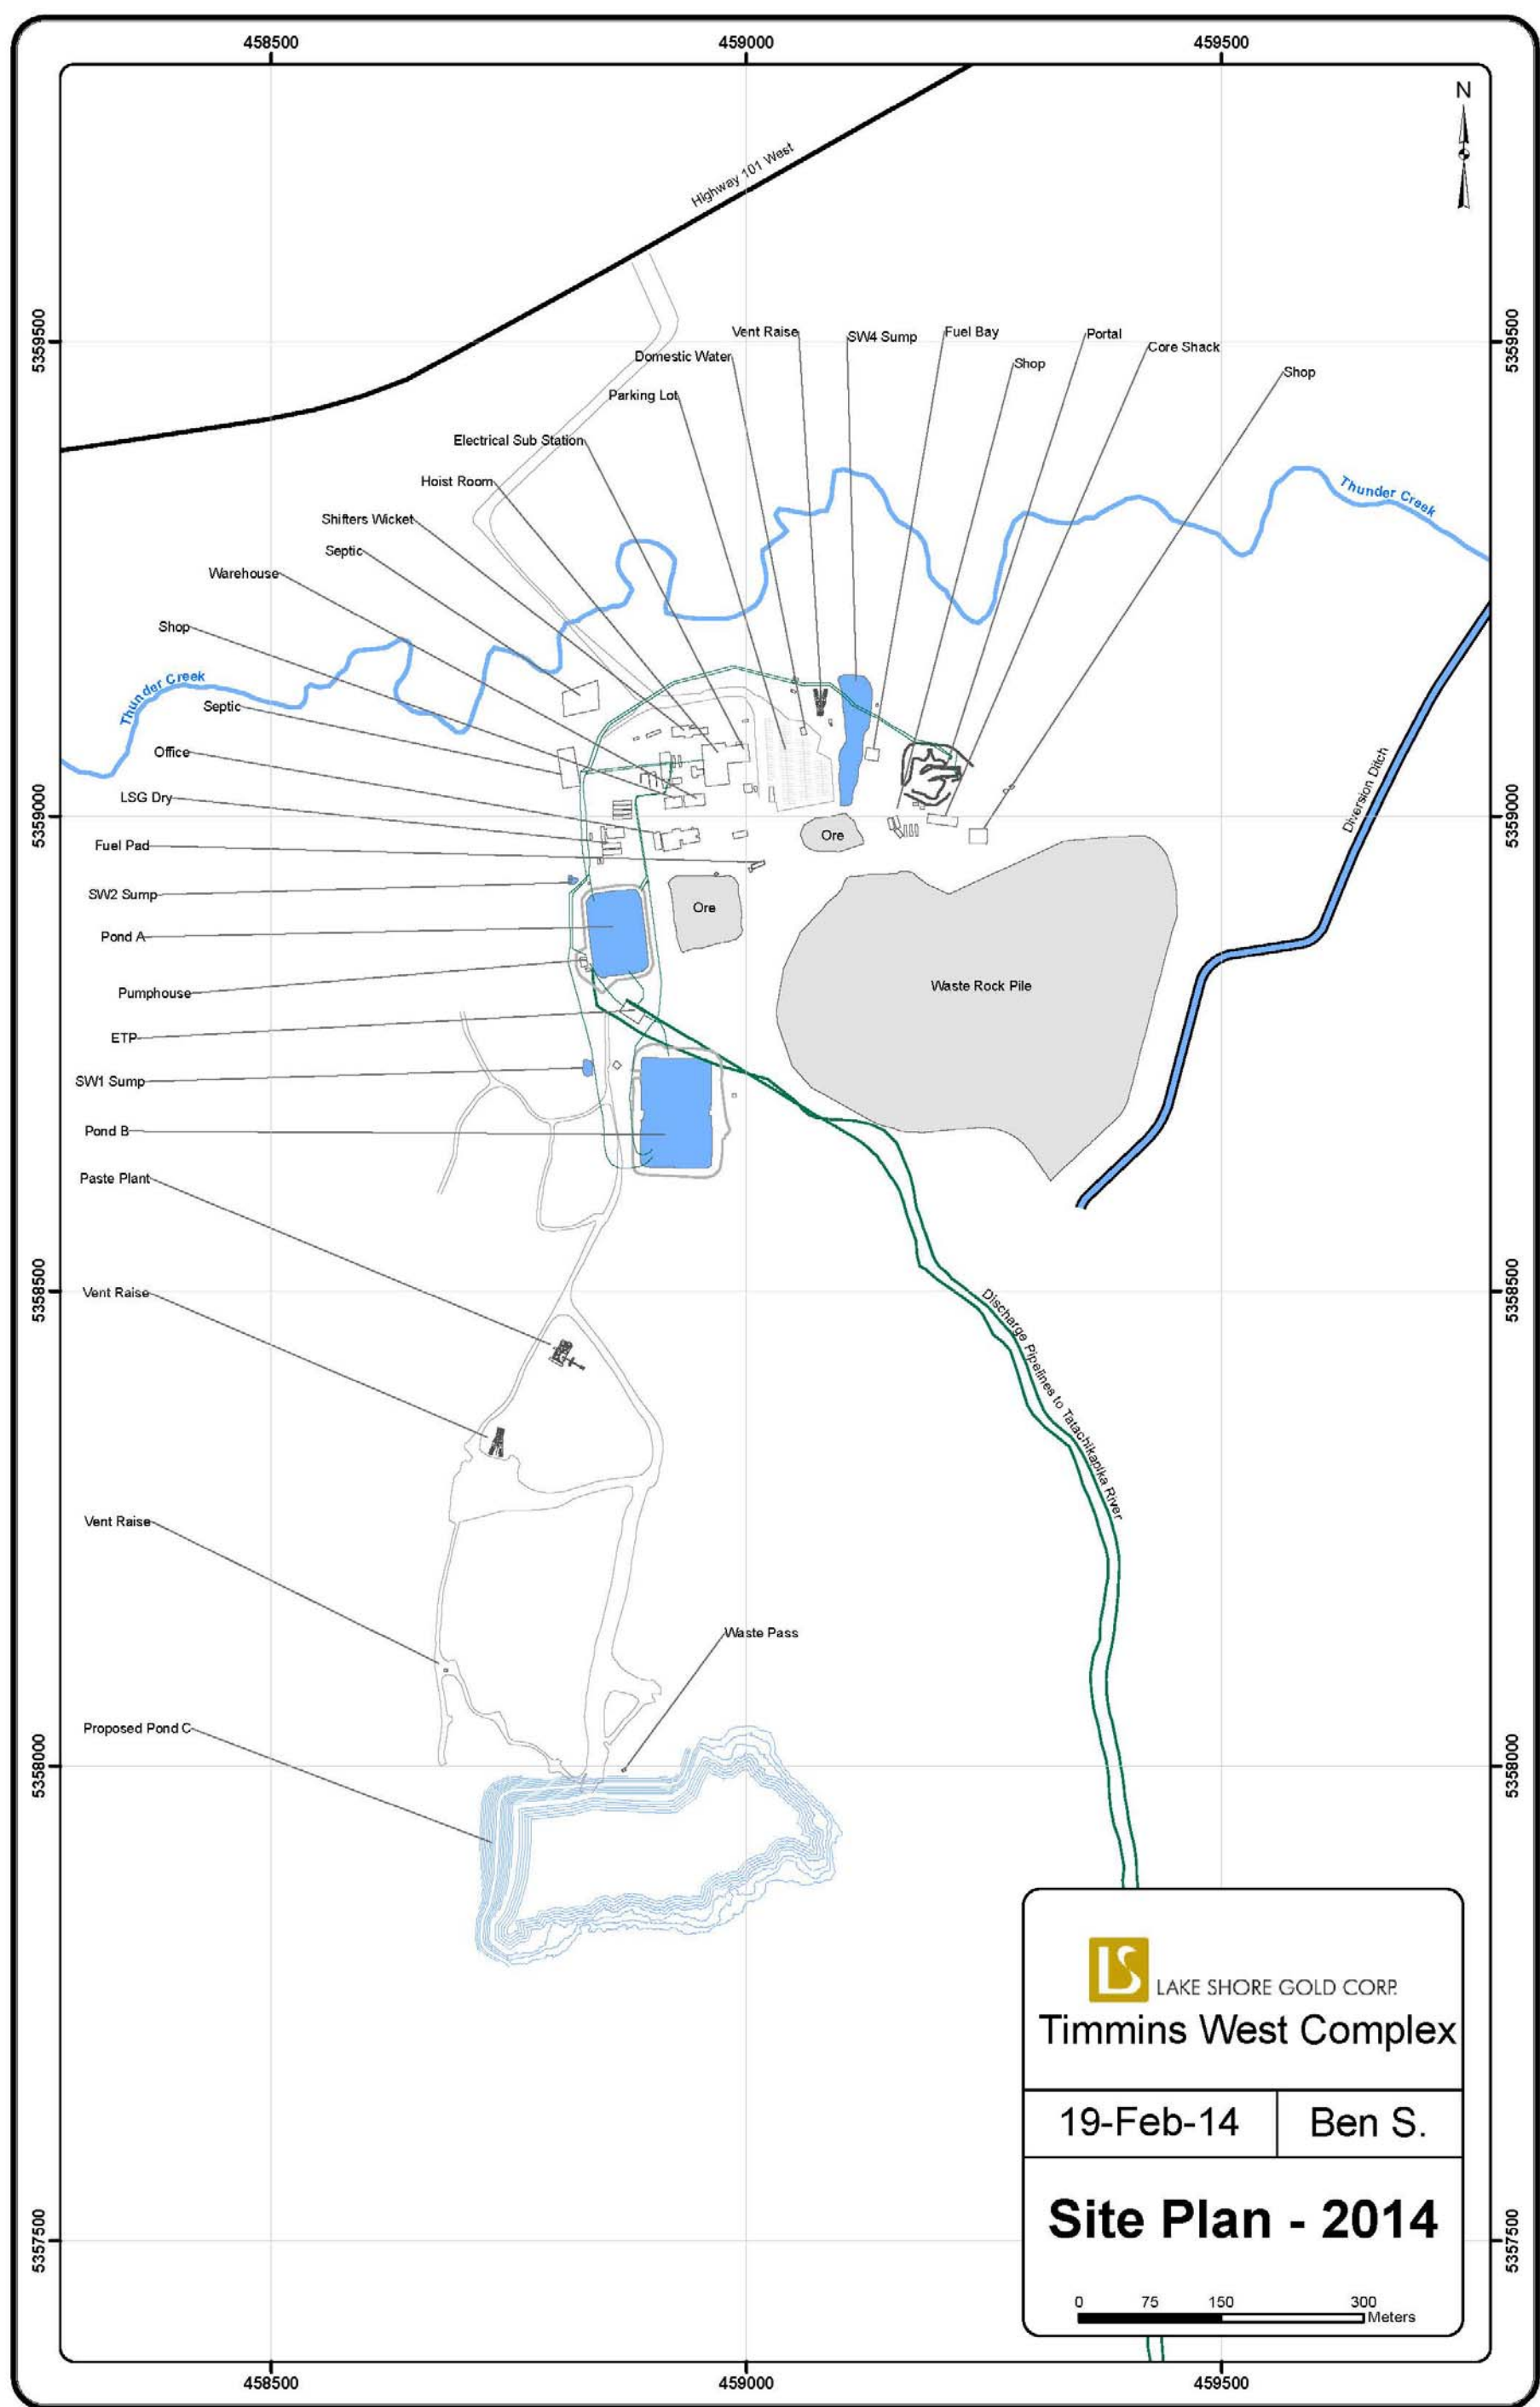 458500
459000
459500
N
Highway 101 West
5359500
5359500
Vent Raise
SW4 Sump
Fuel Bay
Portal
Core Shack
Domestic Water
Shop
Shop
Parking Lot
Electrical Sub Station
Hoist Room
Thunder Creek
Shifters Wicket
Septic
Warehouse
Shop
Thunder Creek
Septic
Office
LSG Dry
Diversion Ditch
5359000
5359000
Ore
Fuel Pad
SW2 Sump
Ore
Pond A
Waste Rock Pile
Pumphouse
ETP
SW1 Sump
Pond B
Paste Plant
5358500
5358500
Vent Raise
Discharge Pipelines to Tatachikapika River
Vent Raise
Waste Pass
Proposed Pond C
5358000
5358000
LS
LAKE SHORE GOLD CORP.
Timmins West Complex
19-Feb-14
Ben S.
Site Plan - 2014
5357500
5357500
0 75 150 300
Meters
458500
459000
459500